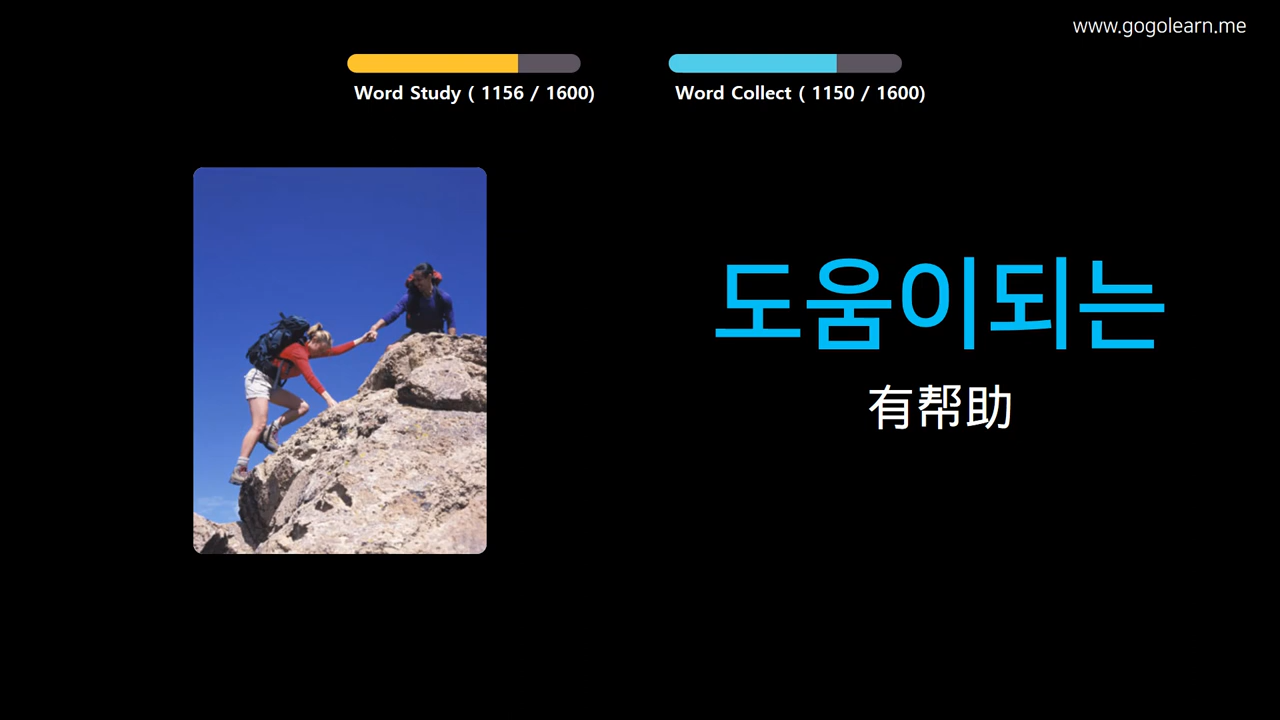 www.gogolearn.me
Word Study ( 1156 / 1600)
Word Collect ( 1150 / 1600)
도움이되는
有帮助